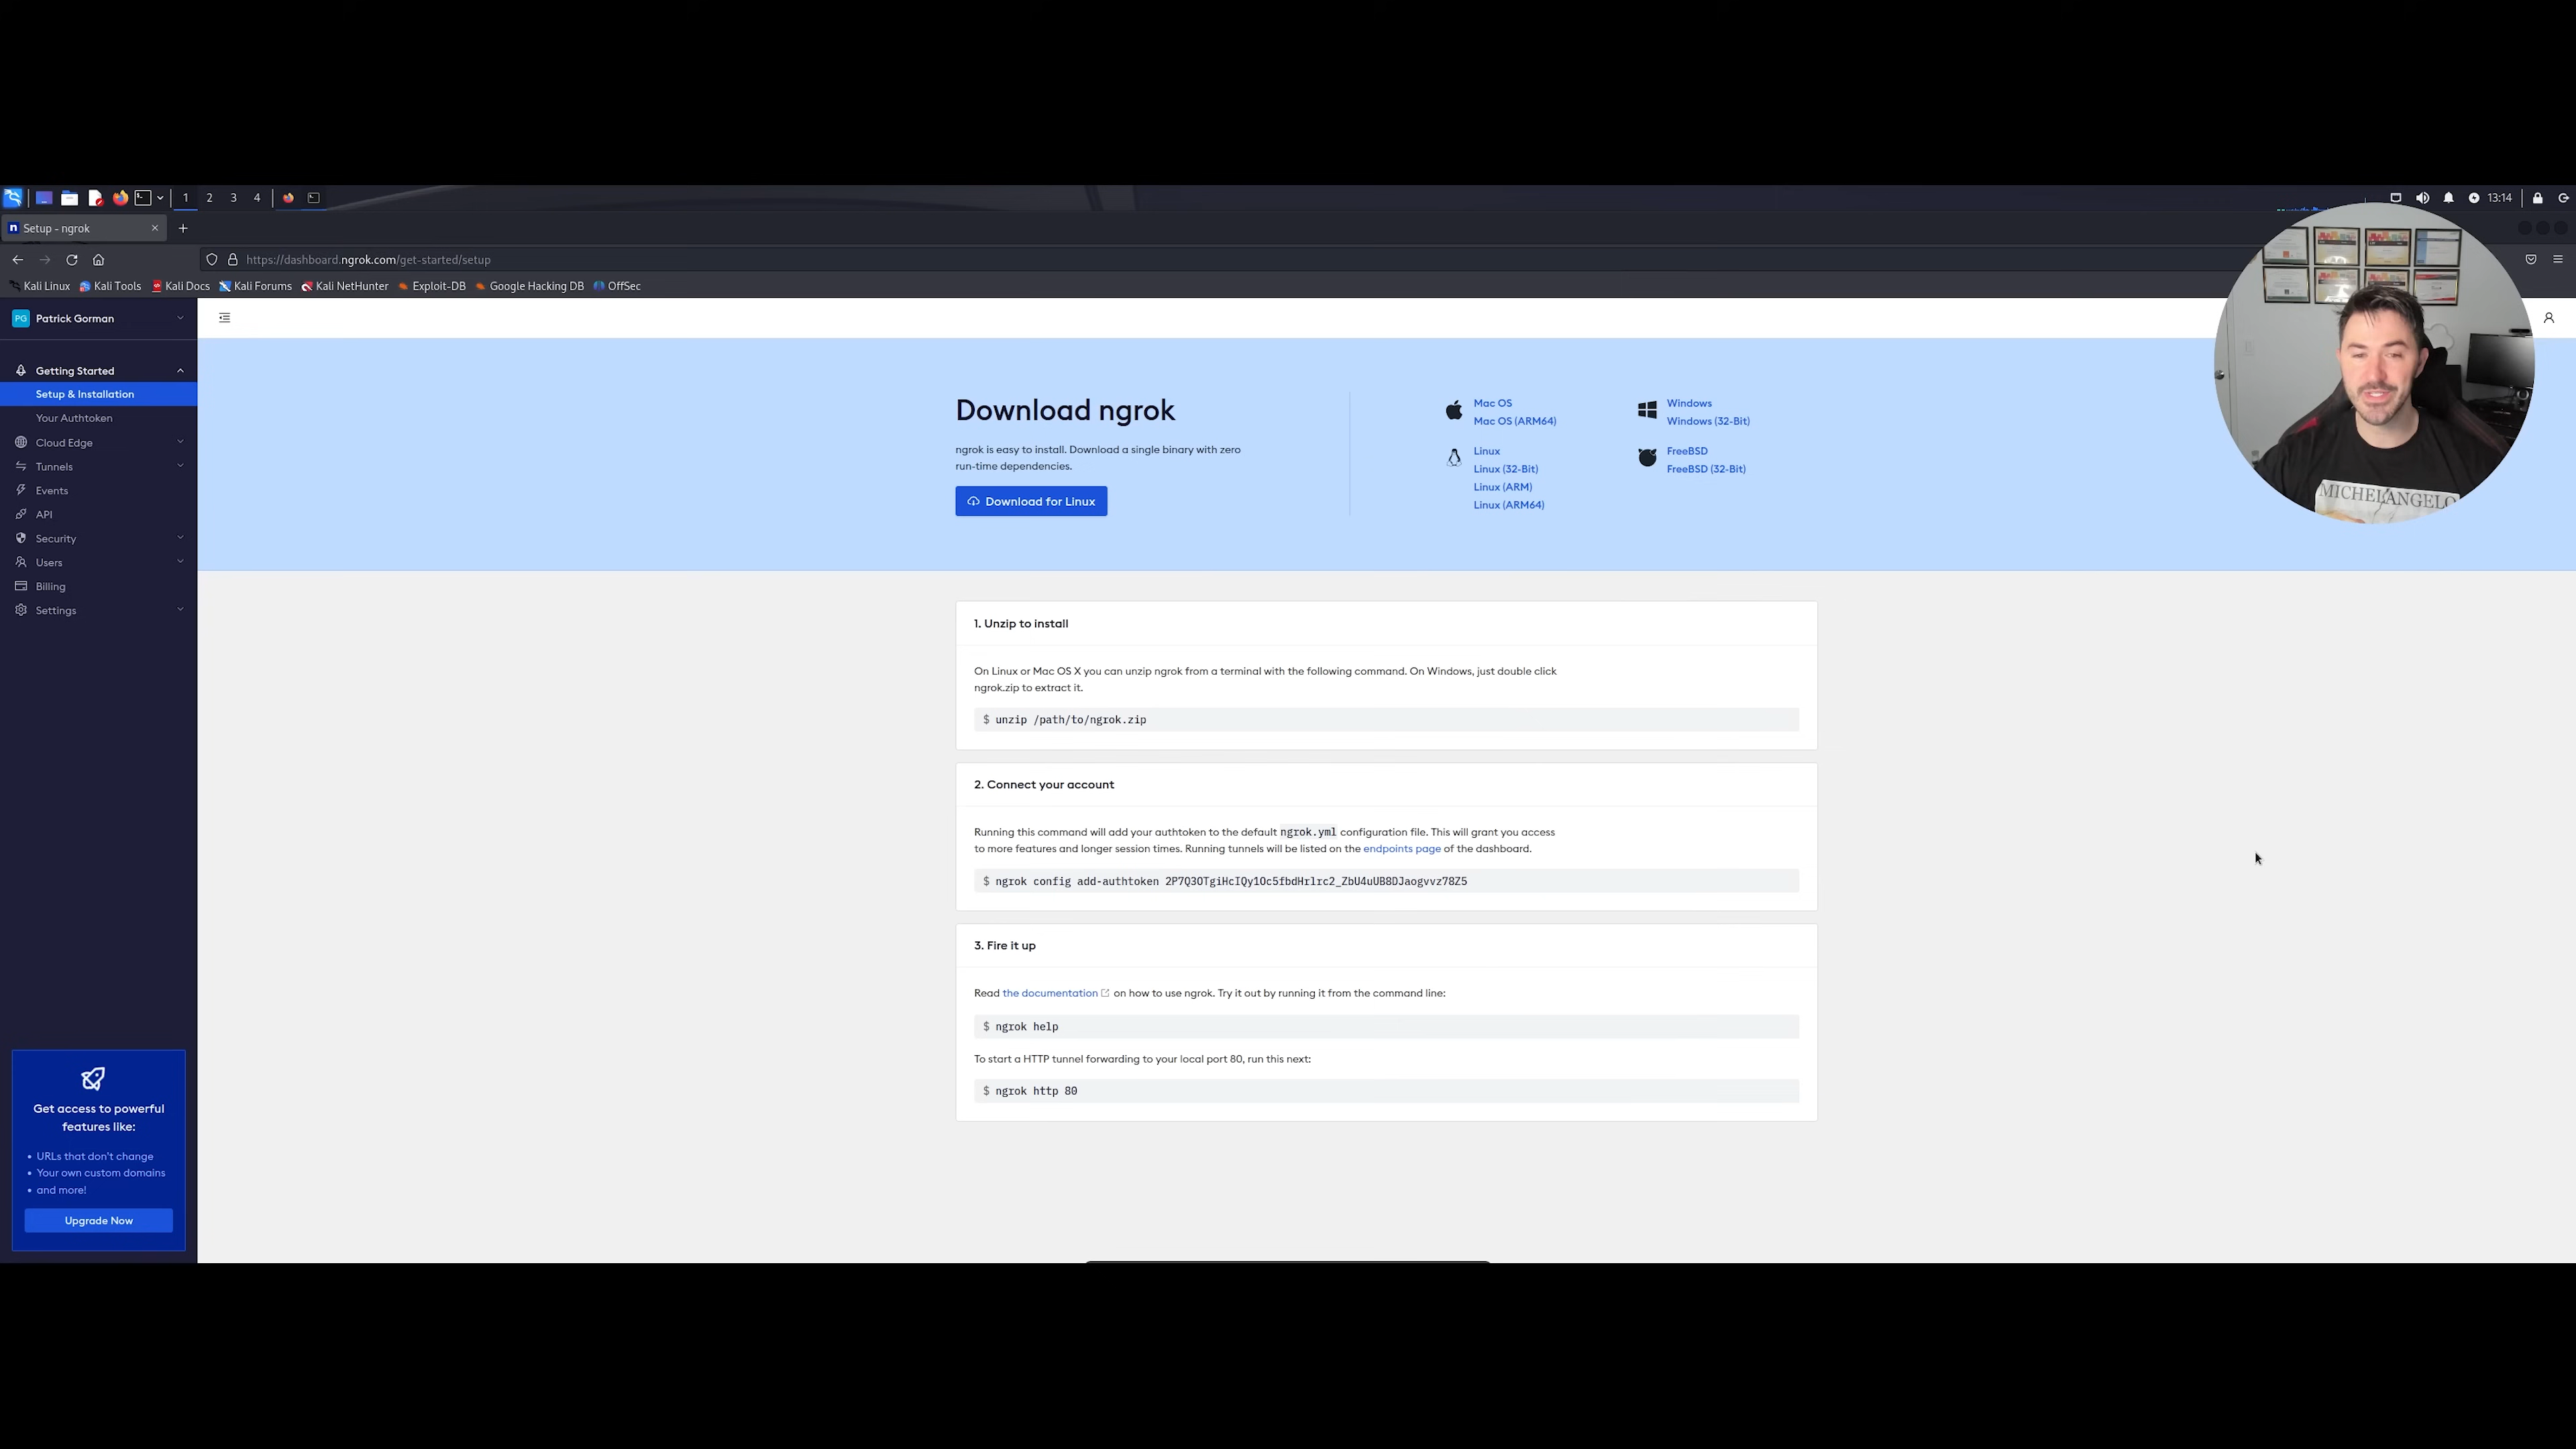 1 2 3 4
13:14
Setup - ngrok
https://dashboard.ngrok.com/get-started/setup
Kali Linux Kali Tools Kali Docs Kali Forums Kali NetHunter Exploit-DB Google Hacking DB OffSec
PG Patrick Gorman
Getting Started
Setup & Installation
Your Authtoken
Cloud Edge
Tunnels
Events
API
Security
Users
Billing
Settings
Get access to powerful
features like:
• URLs that don't change
• Your own custom domains
• and more!
Upgrade Now
Download ngrok
ngrok is easy to install. Download a single binary with zero
run-time dependencies.
Download for Linux
Mac OS
Mac OS (ARM64)
Linux
Linux (32-Bit)
Linux (ARM)
Linux (ARM64)
Windows
Windows (32-Bit)
FreeBSD
FreeBSD (32-Bit)
MICHELANGELO
1. Unzip to install
On Linux or Mac OS X you can unzip ngrok from a terminal with the following command. On Windows, just double click
ngrok.zip to extract it.
$ unzip /path/to/ngrok.zip
2. Connect your account
Running this command will add your authtoken to the default ngrok.yml configuration file. This will grant you access
to more features and longer session times. Running tunnels will be listed on the endpoints page of the dashboard.
$ ngrok config add-authtoken 2P7Q3OTgiHcIQy1Oc5fbdHrlrc2_ZbU4uUB8DJaogvvz78Z5
3. Fire it up
Read the documentation on how to use ngrok. Try it out by running it from the command line:
$ ngrok help
To start a HTTP tunnel forwarding to your local port 80, run this next:
$ ngrok http 80